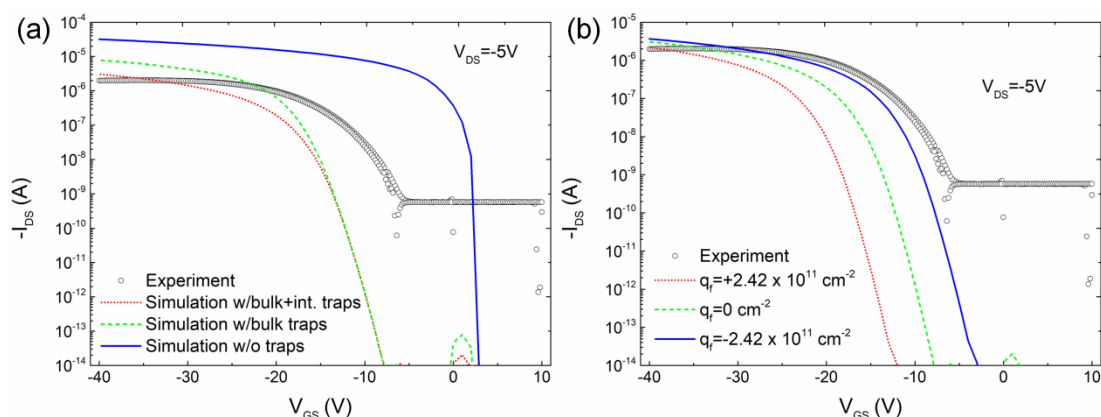 (a)
V_DS=-5V
10^-4
10^-5
10^-6
10^-7
10^-8
10^-9
10^-10
10^-11
10^-12
10^-13
10^-14
-I_DS (A)
Experiment
Simulation w/bulk+int. traps
Simulation w/bulk traps
Simulation w/o traps
-40 -30 -20 -10 0 10
V_GS (V)
(b)
V_DS=-5V
10^-5
10^-6
10^-7
10^-8
10^-9
10^-10
10^-11
10^-12
10^-13
10^-14
-I_DS (A)
Experiment
q_f=+2.42 x 10^11 cm^-2
q_f=0 cm^-2
q_f=-2.42 x 10^11 cm^-2
-40 -30 -20 -10 0 10
V_GS (V)